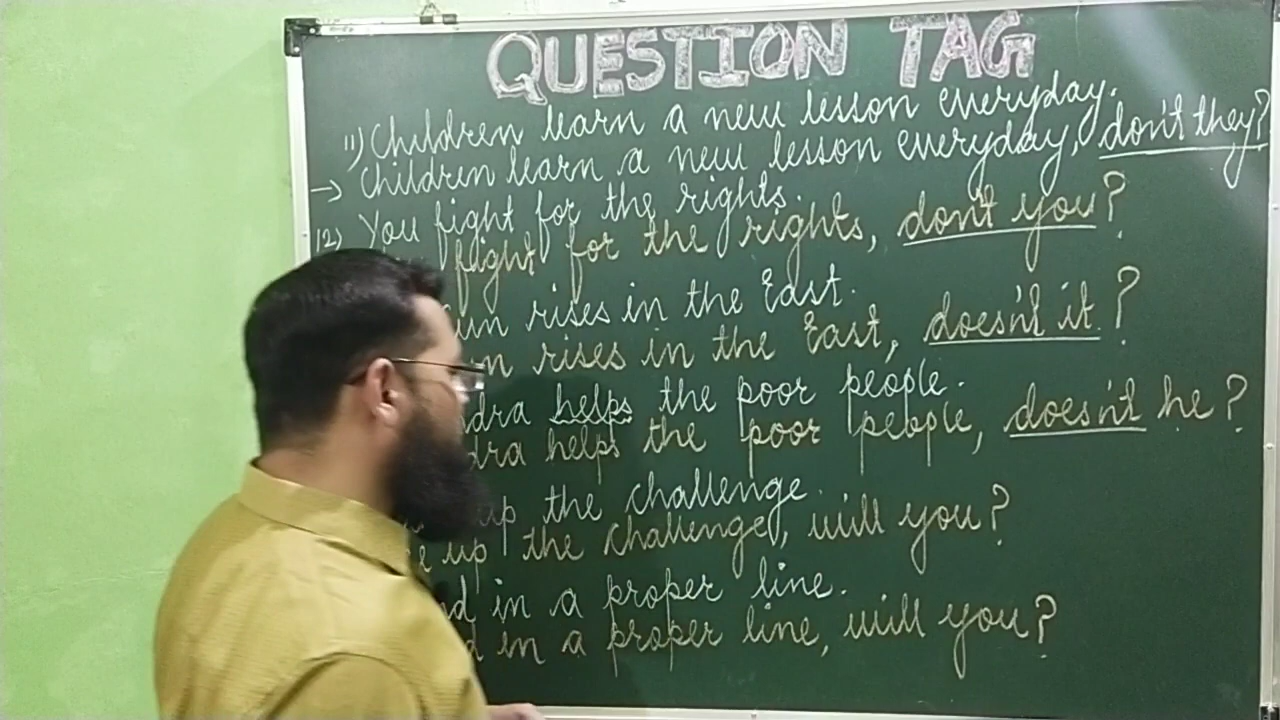 QUESTION TAG
11) Children learn a new lesson everyday.
→ Children learn a new lesson everyday, don't they?
12) You fight for the rights.
fight for the rights, don't you?
rises in the East.
rises in the East, doesn't it?
helps the poor people.
helps the poor people, doesn't he?
up the challenge.
up the challenge, will you?
in a proper line.
in a proper line, will you?